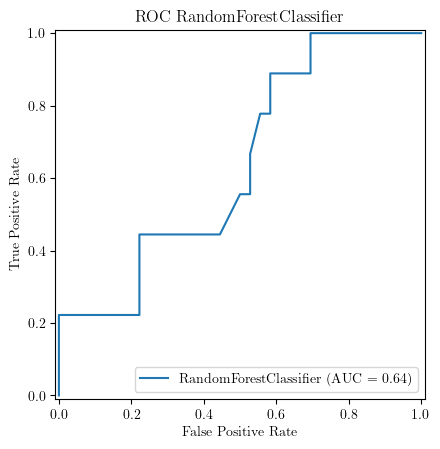 ROC RandomForestClassifier
1.0
0.8
0.6
0.4
0.2
0.0
True Positive Rate
RandomForestClassifier (AUC = 0.64)
0.0 0.2 0.4 0.6 0.8 1.0
False Positive Rate